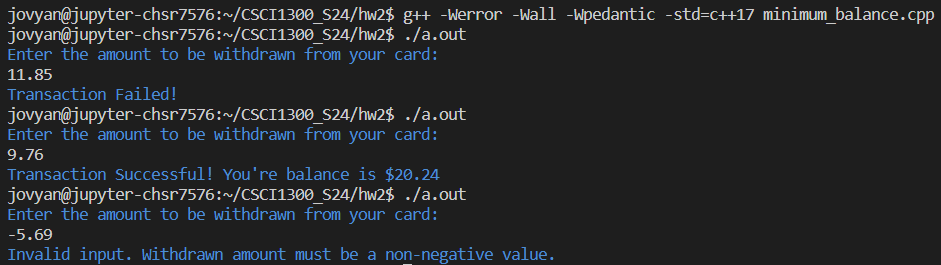 jovyan@jupyter-chsr7576:~/CSCI1300_S24/hw2$ g++ -Werror -Wall -Wpedantic -std=c++17 minimum_balance.cpp
jovyan@jupyter-chsr7576:~/CSCI1300_S24/hw2$ ./a.out
Enter the amount to be withdrawn from your card:
11.85
Transaction Failed!
jovyan@jupyter-chsr7576:~/CSCI1300_S24/hw2$ ./a.out
Enter the amount to be withdrawn from your card:
9.76
Transaction Successful! You're balance is $20.24
jovyan@jupyter-chsr7576:~/CSCI1300_S24/hw2$ ./a.out
Enter the amount to be withdrawn from your card:
-5.69
Invalid input. Withdrawn amount must be a non-negative value.